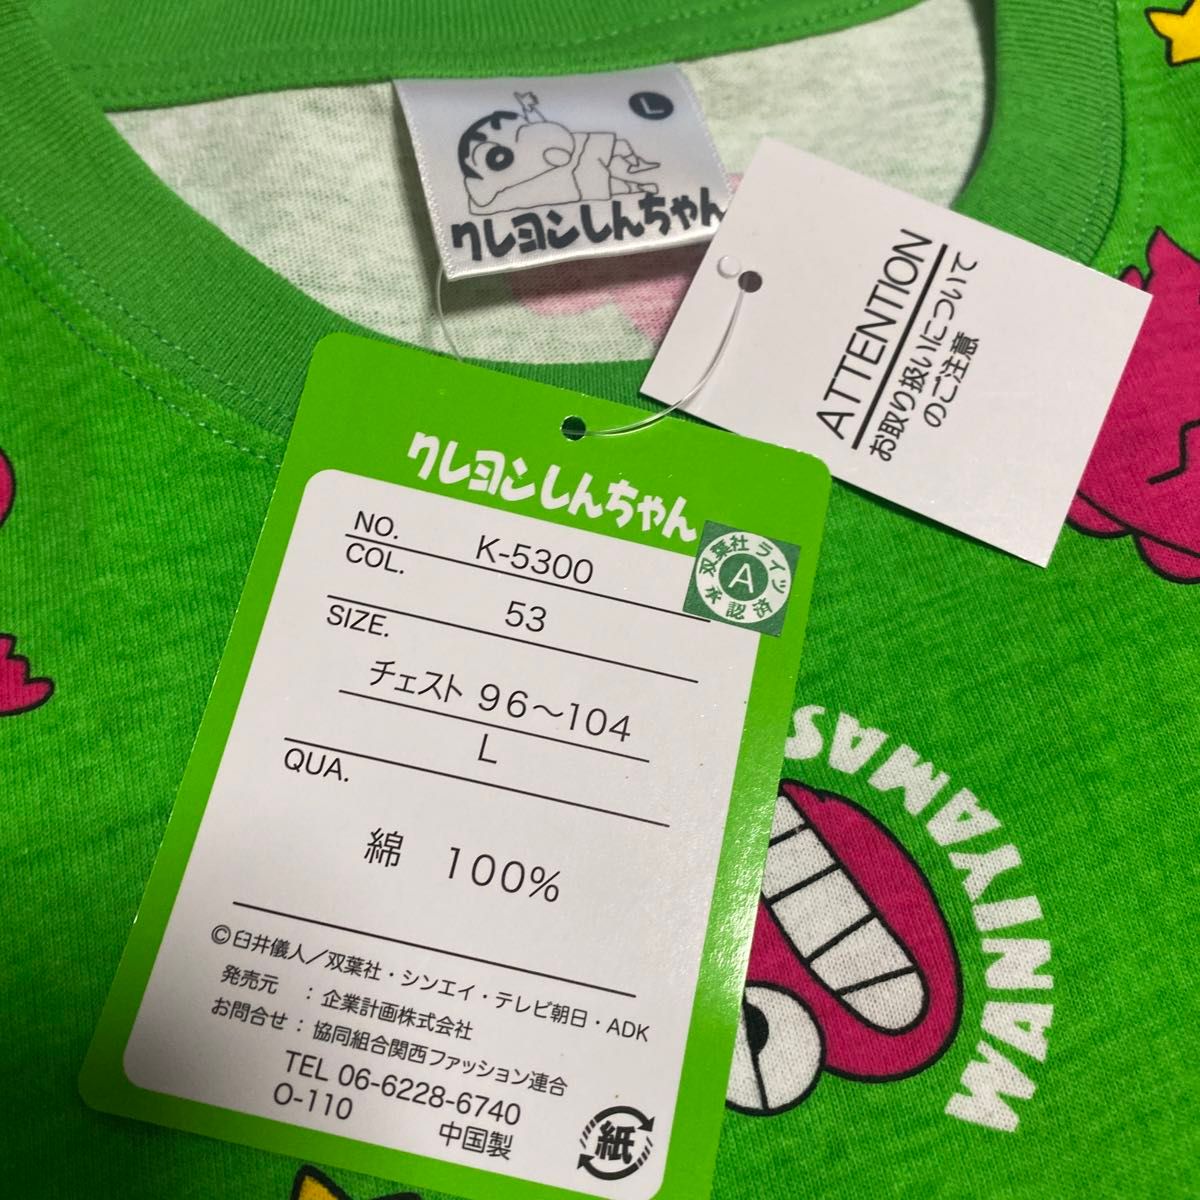 L
クレヨンしんちゃん
ATTENTION
お取り扱いについて
のご注意
クレヨンしんちゃん
双葉社 ライツ
A
承認済
NO. K-5300
COL. 53
SIZE.
チェスト 96～104
L
QUA.
綿 100%
©臼井儀人／双葉社・シンエイ・テレビ朝日・ADK
発売元 : 企業計画株式会社
お問合せ : 協同組合関西ファッション連合
TEL 06-6228-6740
O-110
中国製
紙
WANIYAMAS